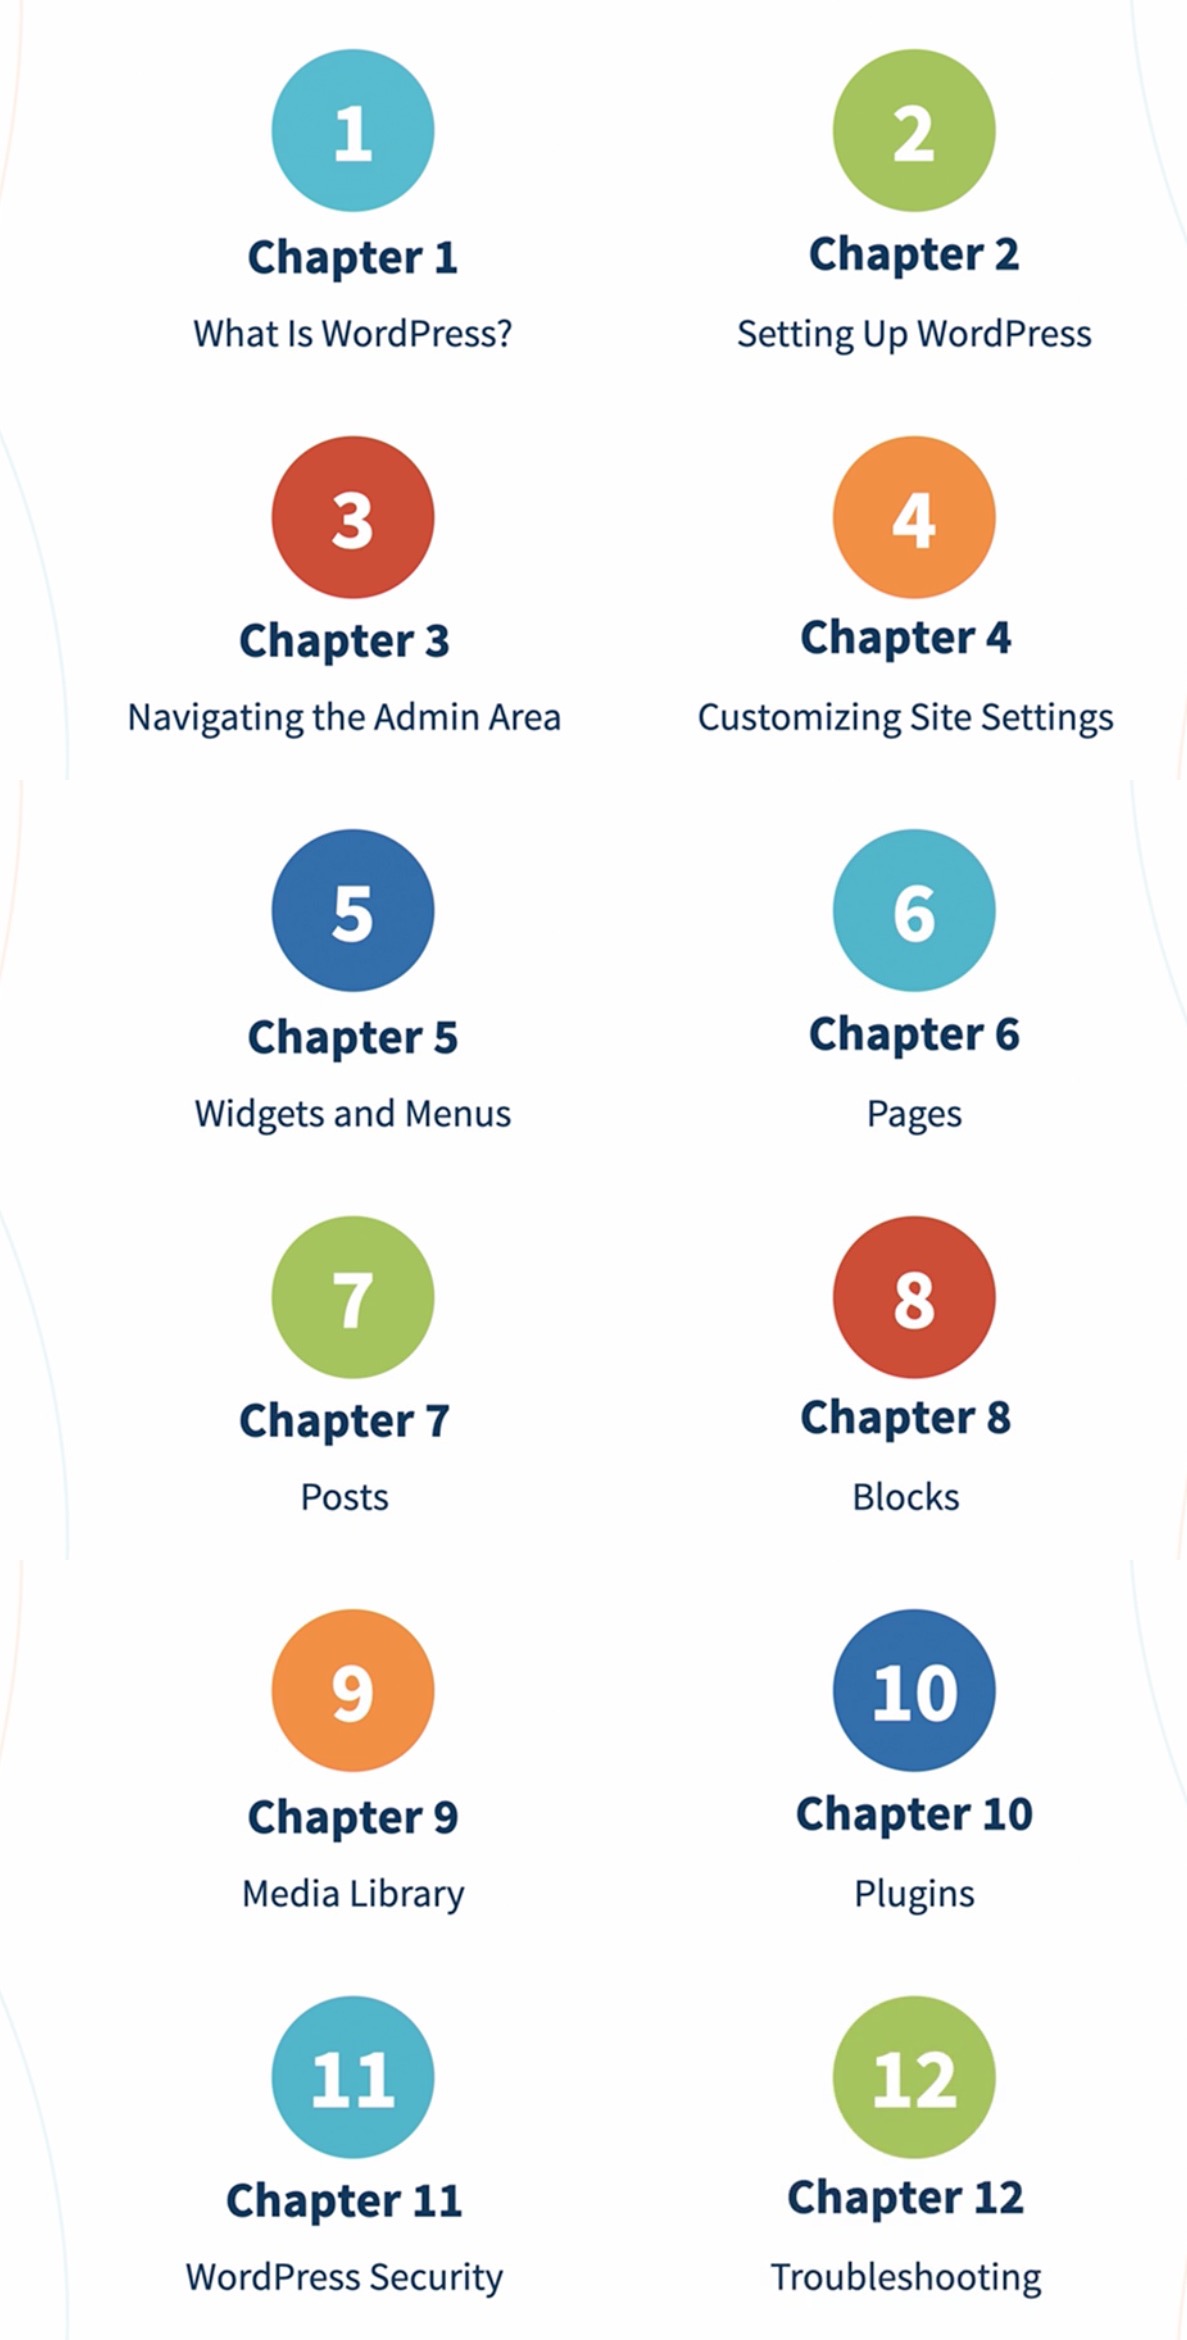 1
Chapter 1
What Is WordPress?
2
Chapter 2
Setting Up WordPress
3
Chapter 3
Navigating the Admin Area
4
Chapter 4
Customizing Site Settings
5
Chapter 5
Widgets and Menus
6
Chapter 6
Pages
7
Chapter 7
Posts
8
Chapter 8
Blocks
9
Chapter 9
Media Library
10
Chapter 10
Plugins
11
Chapter 11
WordPress Security
12
Chapter 12
Troubleshooting